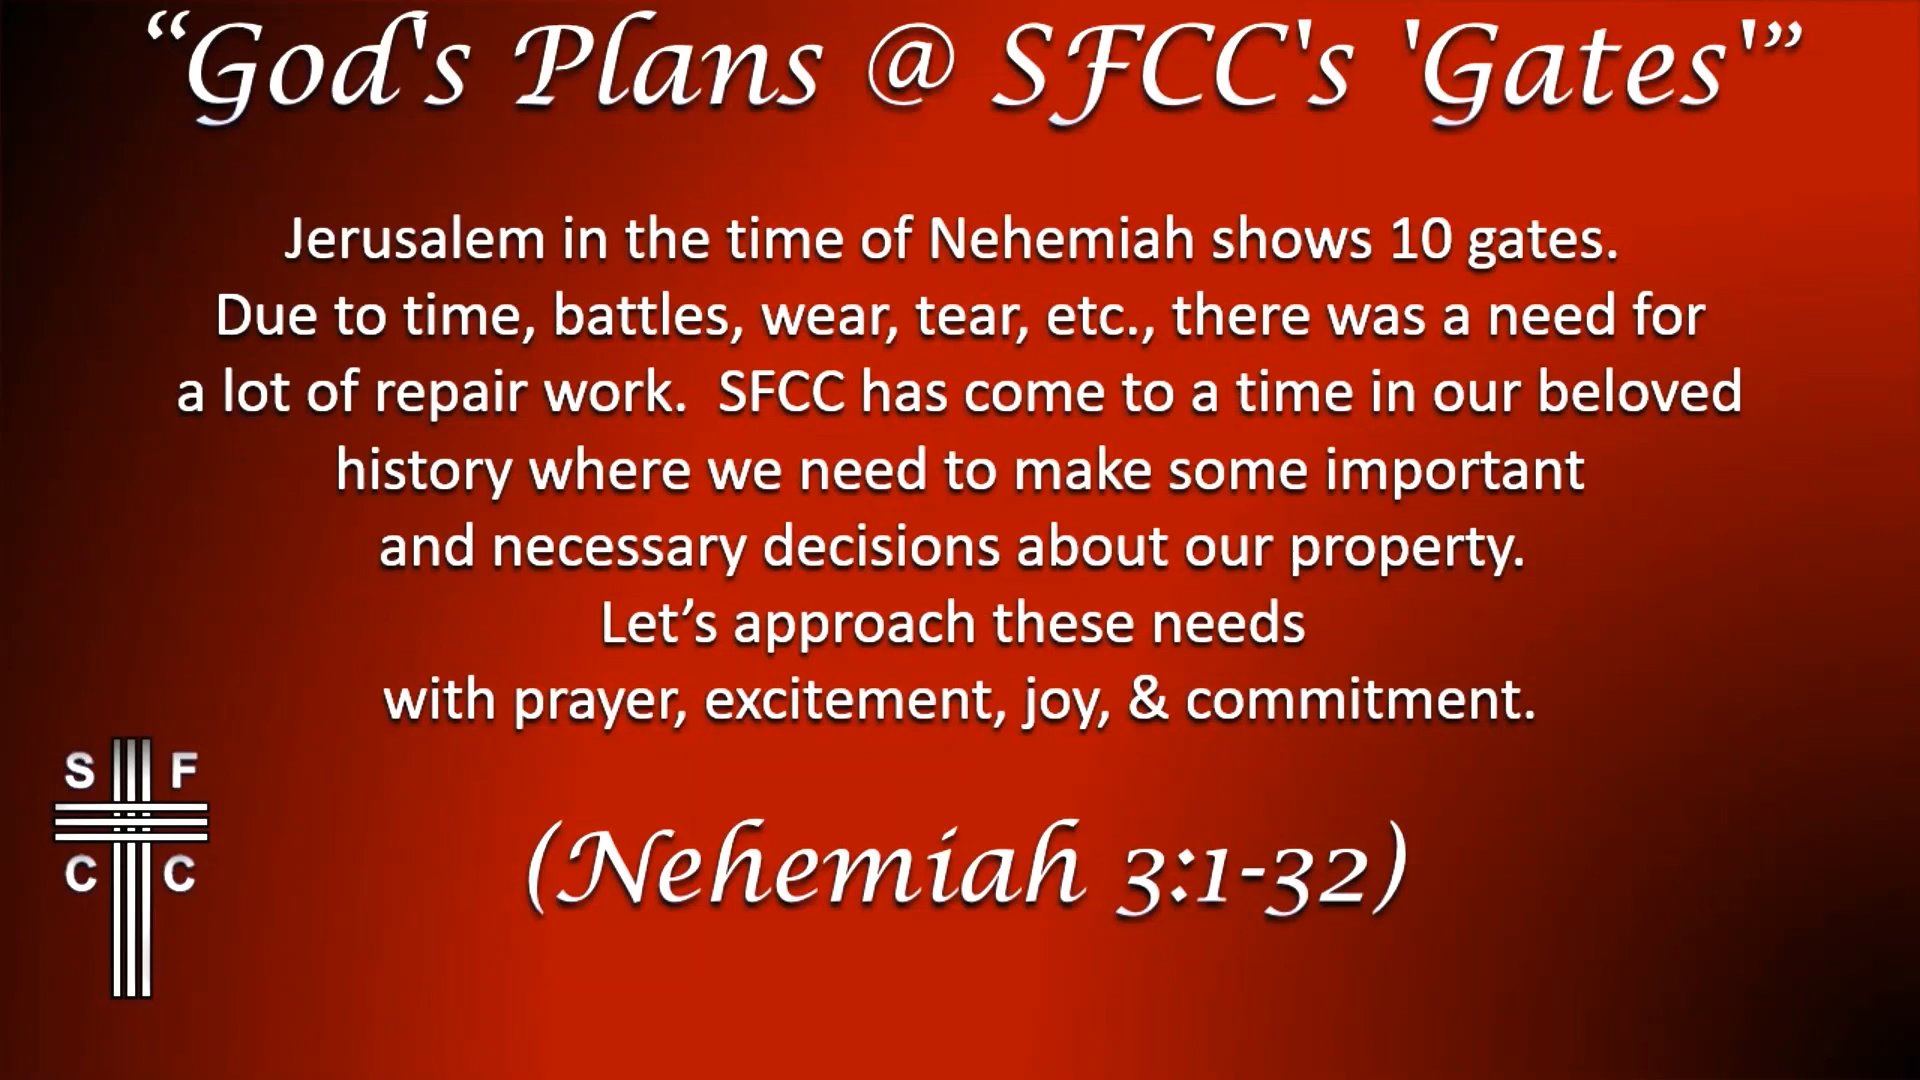 “God's Plans @ SFCC's 'Gates'”
Jerusalem in the time of Nehemiah shows 10 gates.
Due to time, battles, wear, tear, etc., there was a need for
a lot of repair work.  SFCC has come to a time in our beloved
history where we need to make some important
and necessary decisions about our property.
Let’s approach these needs
with prayer, excitement, joy, & commitment.
S F
C C
(Nehemiah 3:1-32)